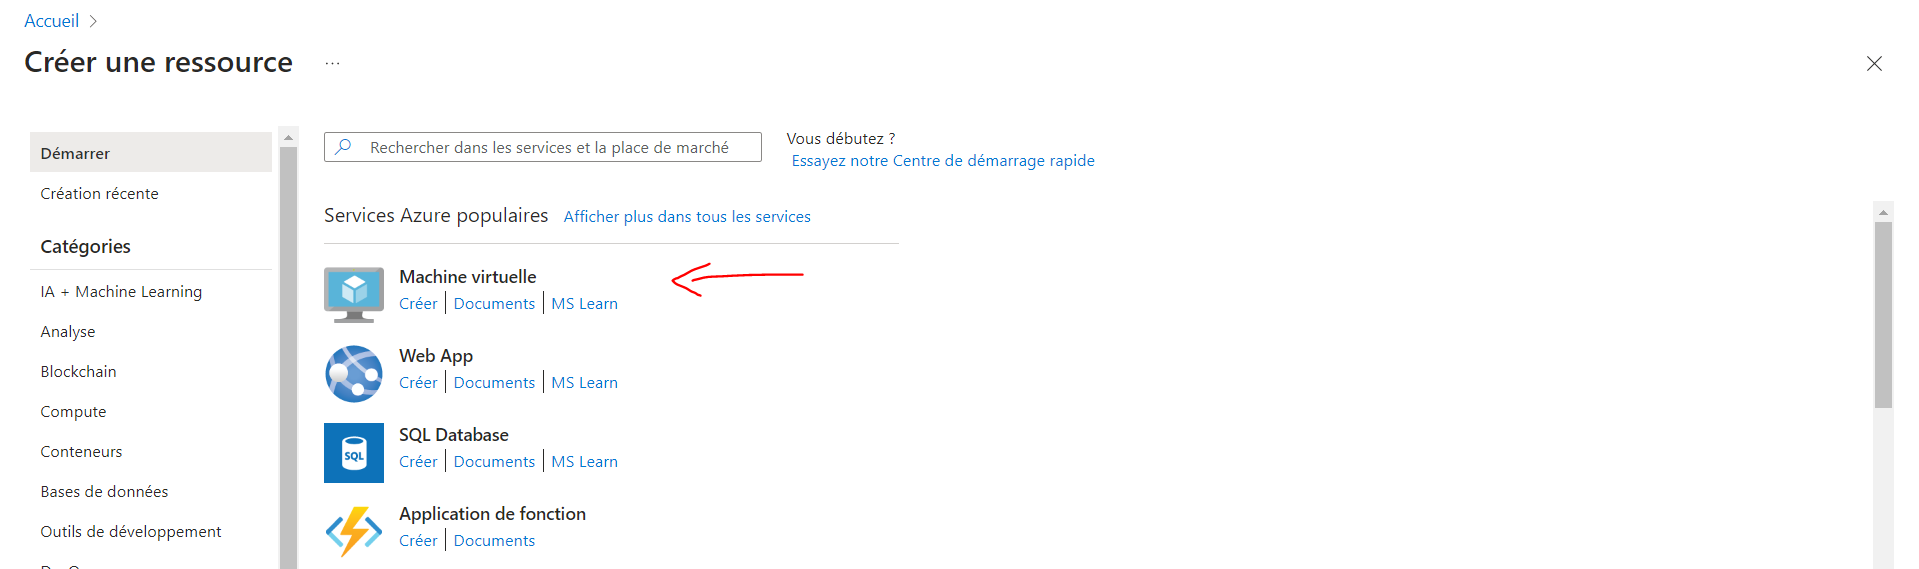 Accueil
Créer une ressource ...
Démarrer
Création récente
Catégories
IA + Machine Learning
Analyse
Blockchain
Compute
Conteneurs
Bases de données
Outils de développement
Rechercher dans les services et la place de marché
Vous débutez ?
Essayez notre Centre de démarrage rapide
Services Azure populaires Afficher plus dans tous les services
Machine virtuelle
Créer Documents MS Learn
Web App
Créer Documents MS Learn
SQL Database
SQL
Créer Documents MS Learn
Application de fonction
Créer Documents